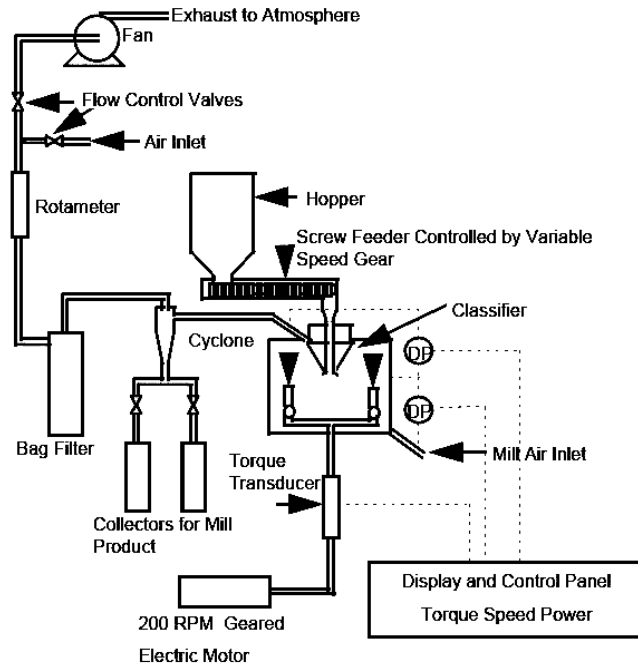 Exhaust to Atmosphere
Fan
Flow Control Valves
Air Inlet
Hopper
Rotameter
Screw Feeder Controlled by Variable
Speed Gear
Classifier
Cyclone
DP
DP
Bag Filter
Mill Air Inlet
Torque
Transducer
Collectors for Mill
Product
Display and Control Panel
Torque Speed Power
200 RPM Geared
Electric Motor